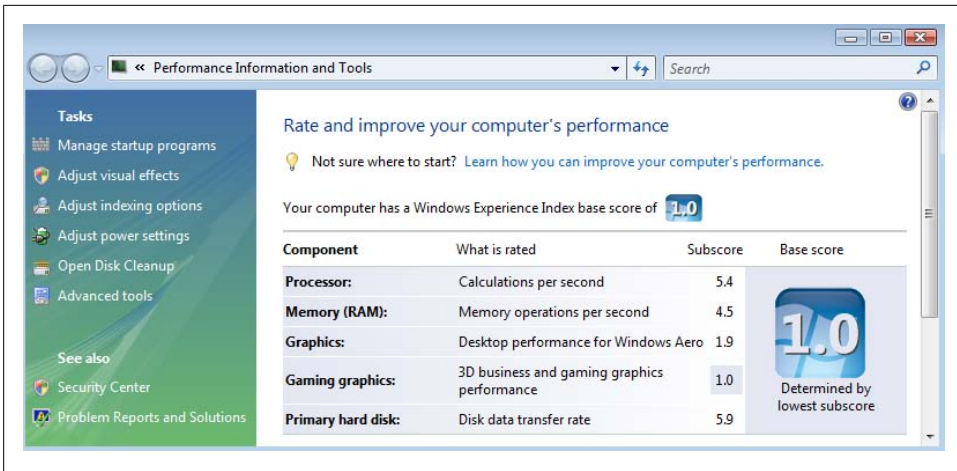 « Performance Information and Tools
Search
Tasks
Manage startup programs
Adjust visual effects
Adjust indexing options
Adjust power settings
Open Disk Cleanup
Advanced tools
See also
Security Center
Problem Reports and Solutions
Rate and improve your computer's performance
Not sure where to start? Learn how you can improve your computer's performance.
Your computer has a Windows Experience Index base score of 1.0
Component What is rated Subscore Base score
Processor: Calculations per second 5.4
Memory (RAM): Memory operations per second 4.5
Graphics: Desktop performance for Windows Aero 1.9
Gaming graphics: 3D business and gaming graphics
performance 1.0
Primary hard disk: Disk data transfer rate 5.9
1.0
Determined by
lowest subscore